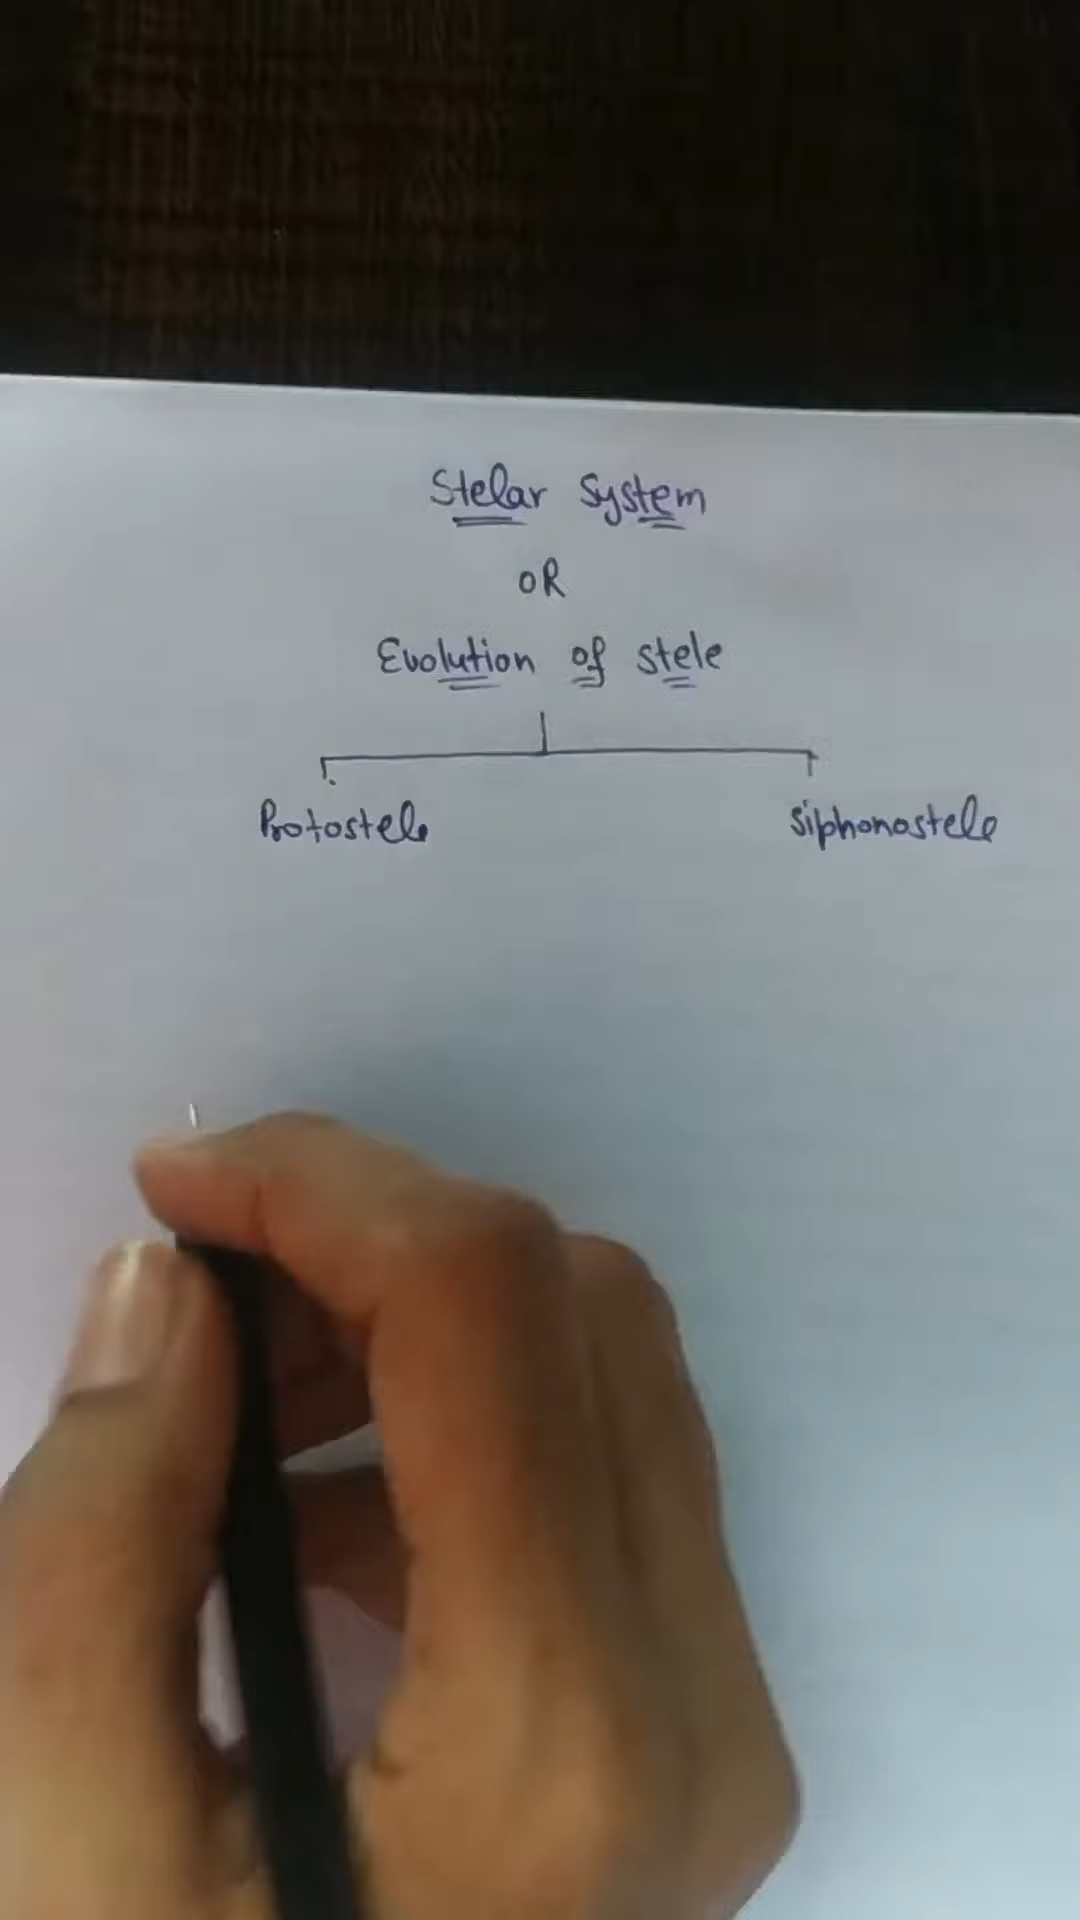 Stelar System
OR
Evolution of stele
Protostele
Siphonostele